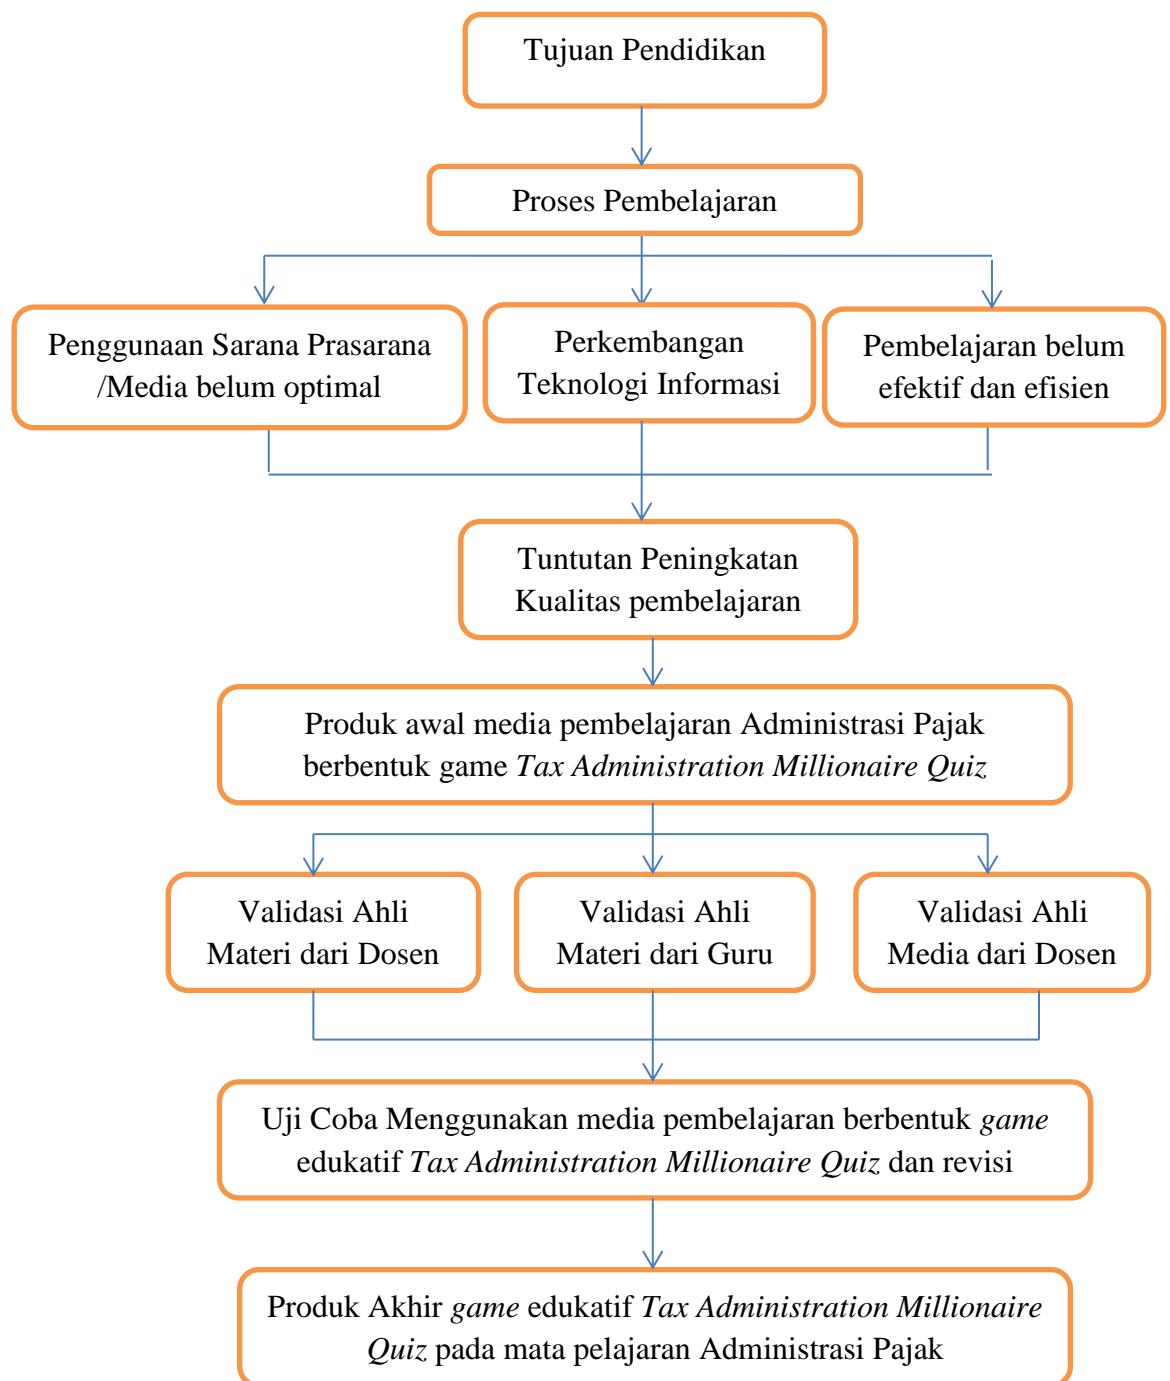 Tujuan Pendidikan
Proses Pembelajaran
Penggunaan Sarana Prasarana
/Media belum optimal
Perkembangan
Teknologi Informasi
Pembelajaran belum
efektif dan efisien
Tuntutan Peningkatan
Kualitas pembelajaran
Produk awal media pembelajaran Administrasi Pajak
berbentuk game Tax Administration Millionaire Quiz
Validasi Ahli
Materi dari Dosen
Validasi Ahli
Materi dari Guru
Validasi Ahli
Media dari Dosen
Uji Coba Menggunakan media pembelajaran berbentuk game
edukatif Tax Administration Millionaire Quiz dan revisi
Produk Akhir game edukatif Tax Administration Millionaire
Quiz pada mata pelajaran Administrasi Pajak